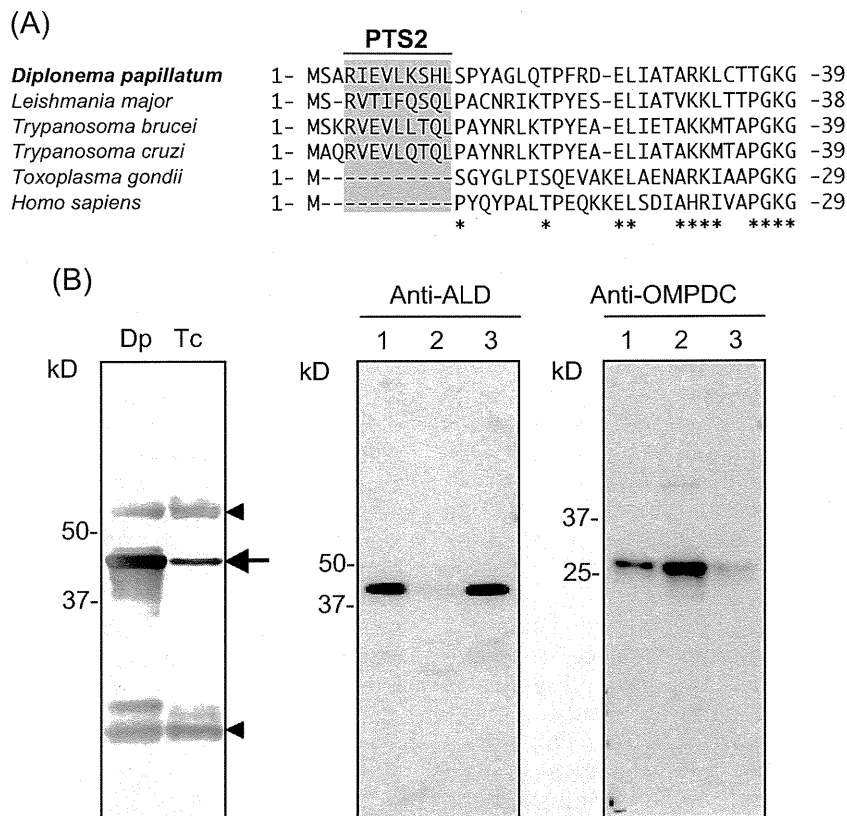 (A)
PTS2
Diplonema papillatum 1- MSARIEVLKSHLSPYAGLQTPFRD-ELIATARKLCTTGKG -39
Leishmania major 1- MS-RVTIFQSQLPACNRIKTPYES-ELIATVKKLTTPGKG -38
Trypanosoma brucei 1- MSKRVEVLLTQLPAYNRLKTPYEA-ELIETAKKMTAPGKG -39
Trypanosoma cruzi 1- MAQRVEVLQTQLPAYNRLKTPYEA-ELIATAKKMTAPGKG -39
Toxoplasma gondii 1- M-----------SGYGLPISQEVAKELAENARKIAAPGKG -29
Homo sapiens 1- M-----------PYQYPALTPEQKKELSDIAHRIVAPGKG -29
* * ** **** ****
(B)
Anti-ALD Anti-OMPDC
Dp Tc 1 2 3 1 2 3
kD kD kD
50-
37-
50-
37-
37-
25-